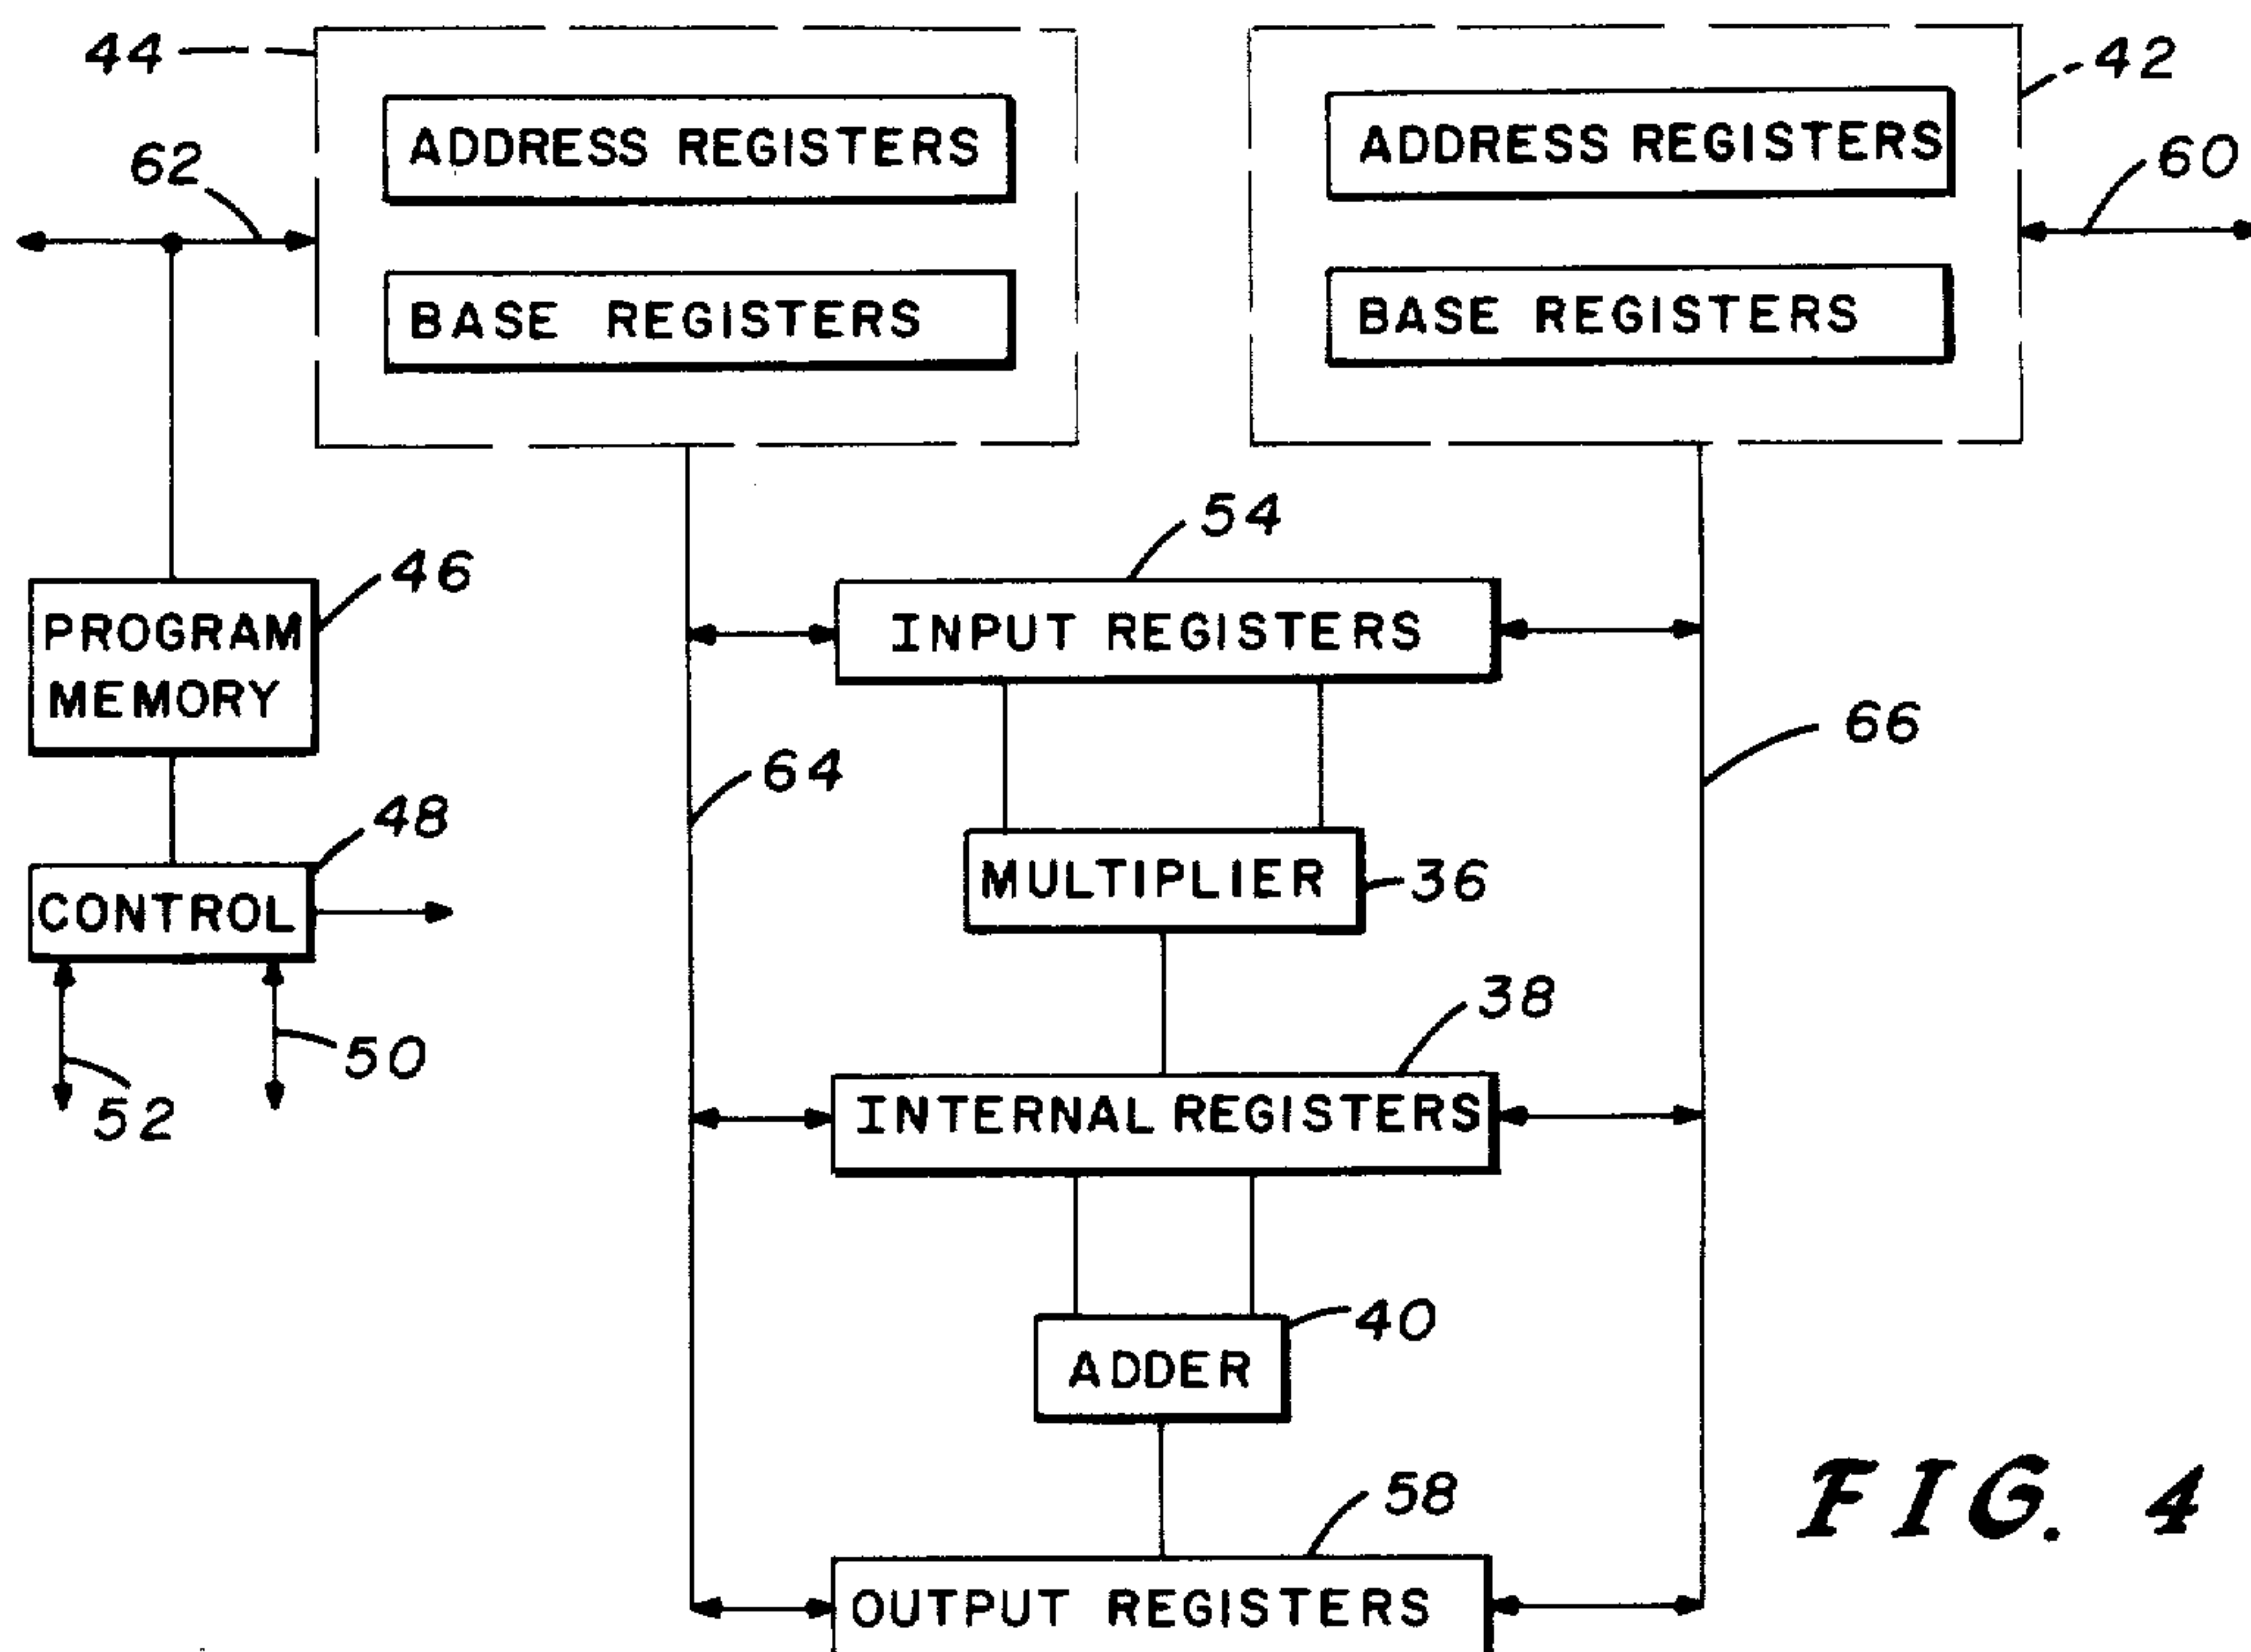 44
42
ADDRESS REGISTERS
ADDRESS REGISTERS
62
60
BASE REGISTERS
BASE REGISTERS
54
46
PROGRAM
MEMORY
INPUT REGISTERS
66
64
48
CONTROL
MULTIPLIER
36
38
50
52
INTERNAL REGISTERS
40
ADDER
58
FIG. 4
OUTPUT REGISTERS